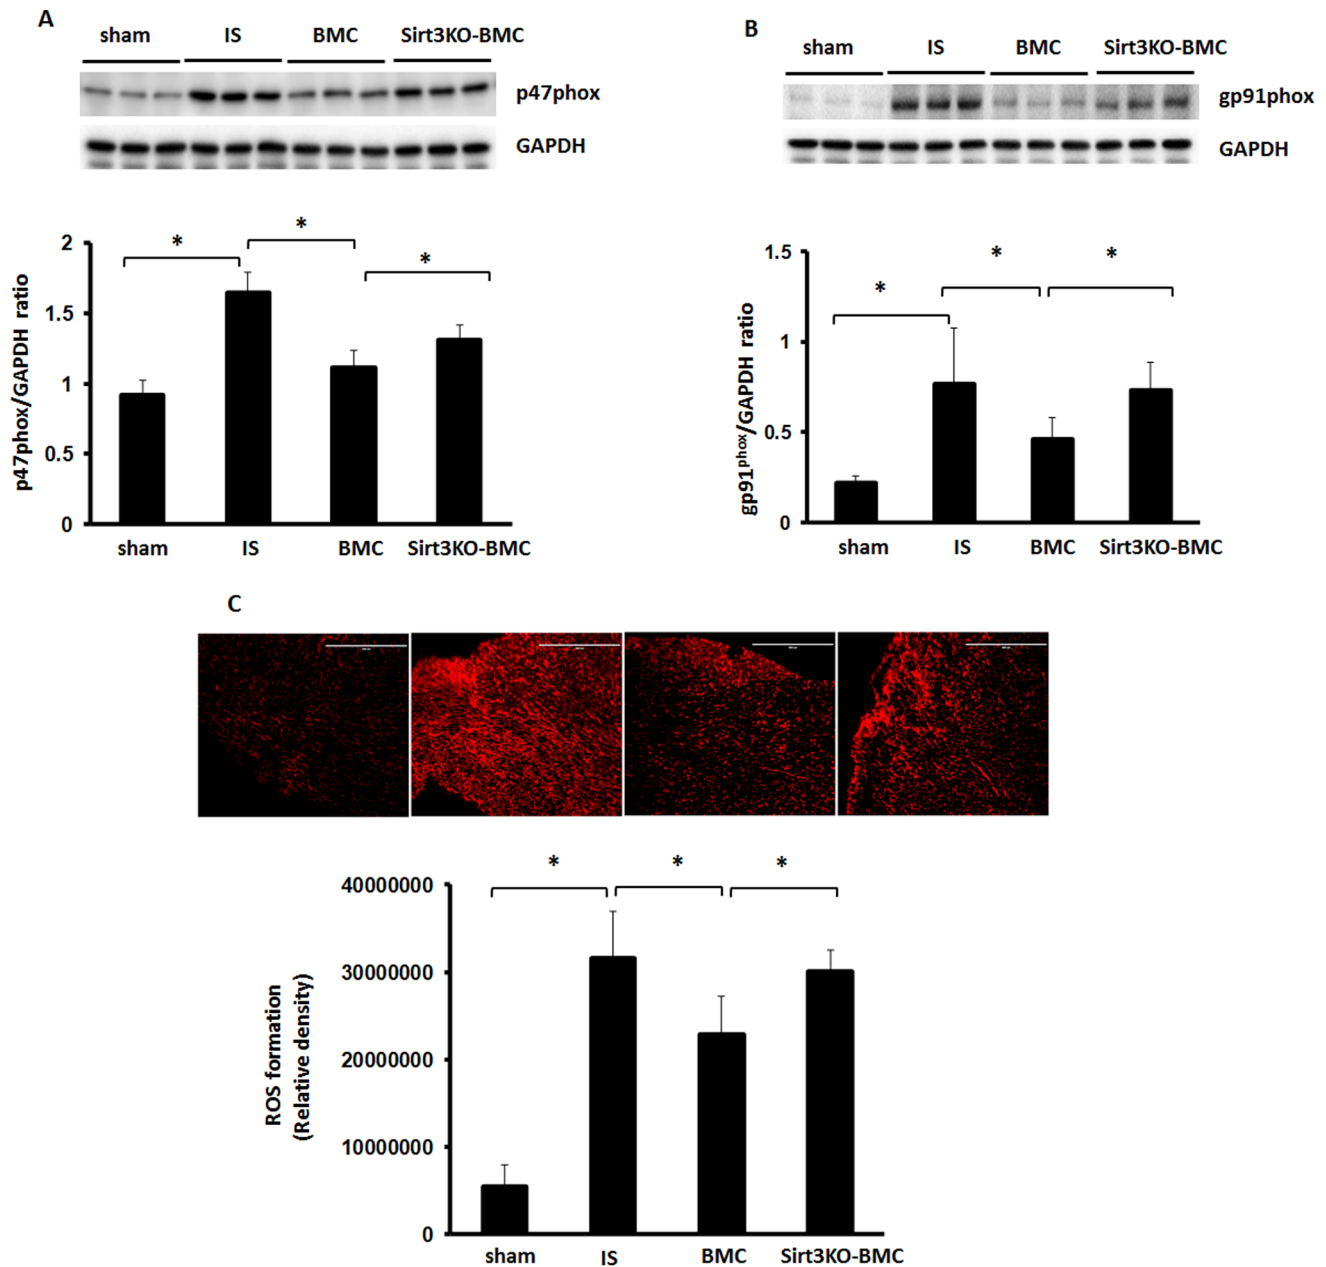 A
sham IS BMC Sirt3KO-BMC
p47phox
GAPDH
* * *
2
1.5
1
0.5
0
p47phox/GAPDH ratio
sham IS BMC Sirt3KO-BMC
B
sham IS BMC Sirt3KO-BMC
gp91phox
GAPDH
* * *
1.5
1
0.5
0
gp91phox/GAPDH ratio
sham IS BMC Sirt3KO-BMC
C
* * *
40000000
30000000
20000000
10000000
0
ROS formation
(Relative density)
sham IS BMC Sirt3KO-BMC